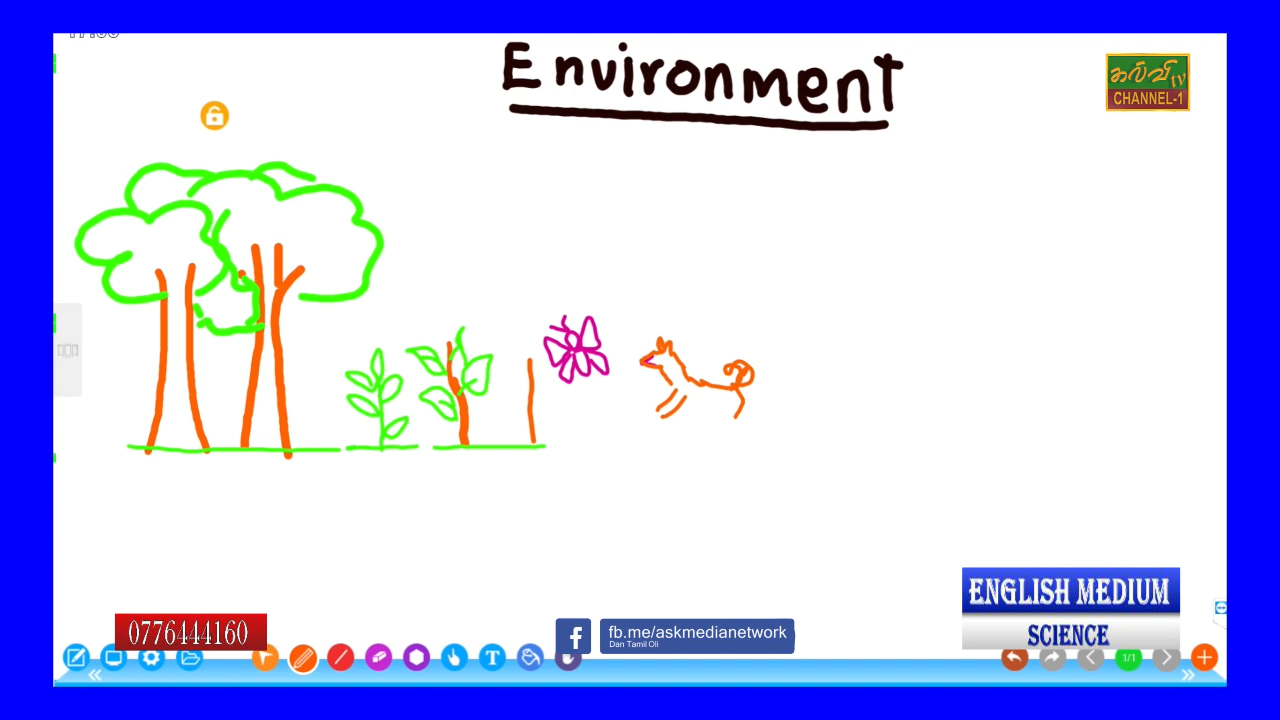 Environment
கல்வி TV
CHANNEL-1
ENGLISH MEDIUM
SCIENCE
0776444160
f
fb.me/askmedianetwork
Dan Tamil Oli
T
1/1